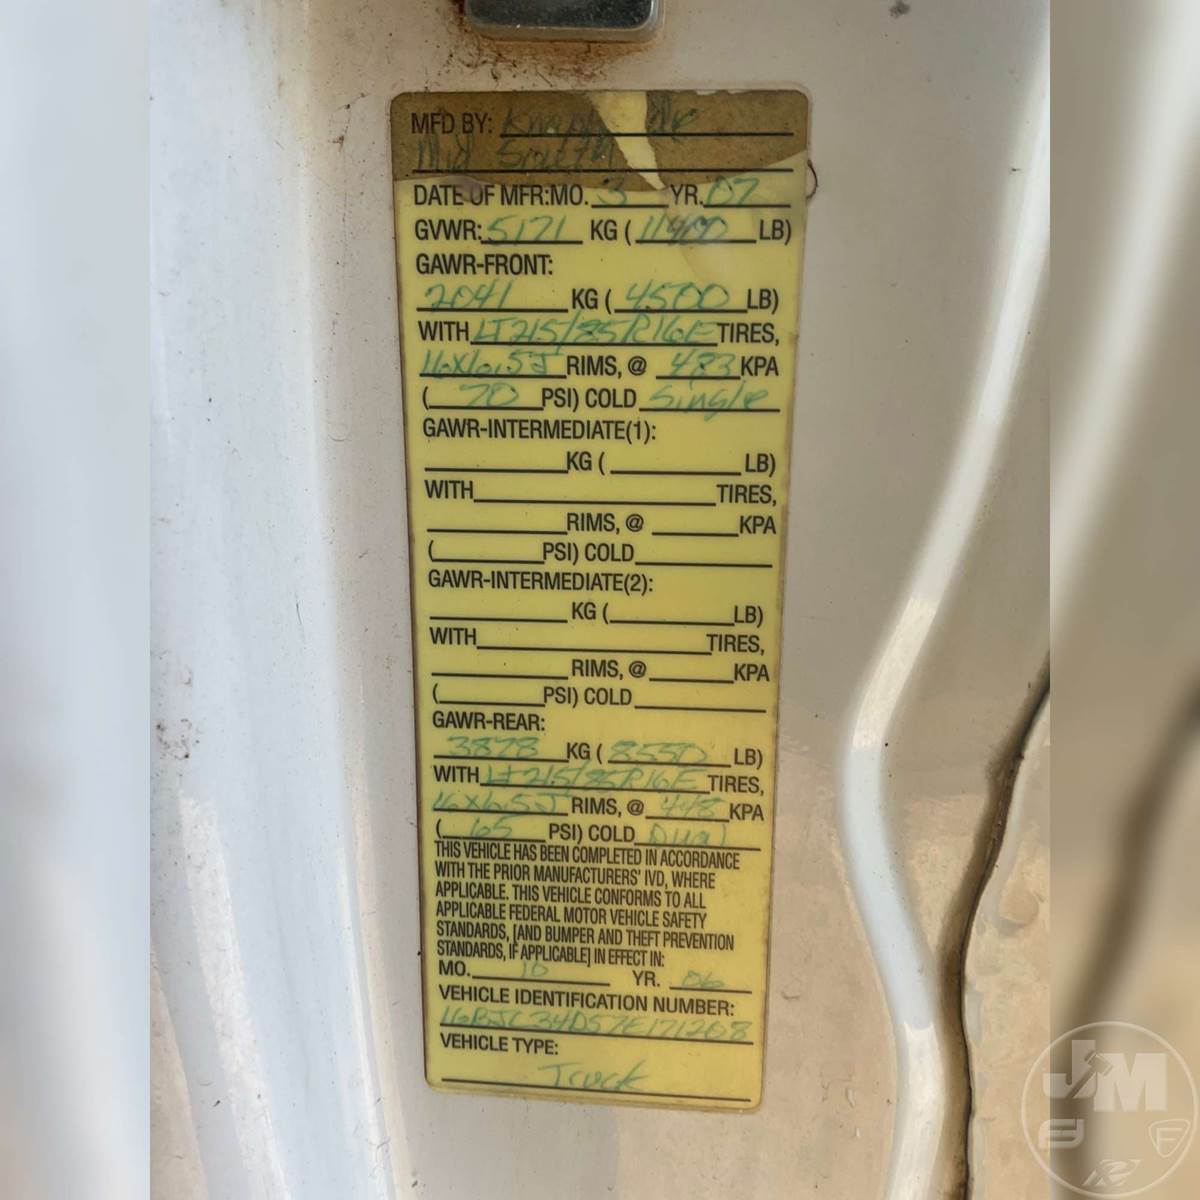 MFD BY: Knapheide
Mid South
DATE OF MFR:MO. 3 YR. 07
GVWR: 5171 KG ( 11400 LB)
GAWR-FRONT:
2041 KG ( 4500 LB)
WITH LT215/85R16E TIRES,
16x6.5J RIMS, @ 483 KPA
( 70 PSI) COLD Single
GAWR-INTERMEDIATE(1):
KG ( LB)
WITH TIRES,
RIMS, @ KPA
( PSI) COLD
GAWR-INTERMEDIATE(2):
KG ( LB)
WITH TIRES,
RIMS, @ KPA
( PSI) COLD
GAWR-REAR:
3878 KG ( 8550 LB)
WITH LT215/85R16E TIRES,
16x6.5J RIMS, @ 448 KPA
( 65 PSI) COLD Dual
THIS VEHICLE HAS BEEN COMPLETED IN ACCORDANCE
WITH THE PRIOR MANUFACTURERS' IVD, WHERE
APPLICABLE. THIS VEHICLE CONFORMS TO ALL
APPLICABLE FEDERAL MOTOR VEHICLE SAFETY
STANDARDS, [AND BUMPER AND THEFT PREVENTION
STANDARDS, IF APPLICABLE] IN EFFECT IN:
MO. 10 YR. 06
VEHICLE IDENTIFICATION NUMBER:
1GBJC34D57E171208
VEHICLE TYPE:
Truck
JM